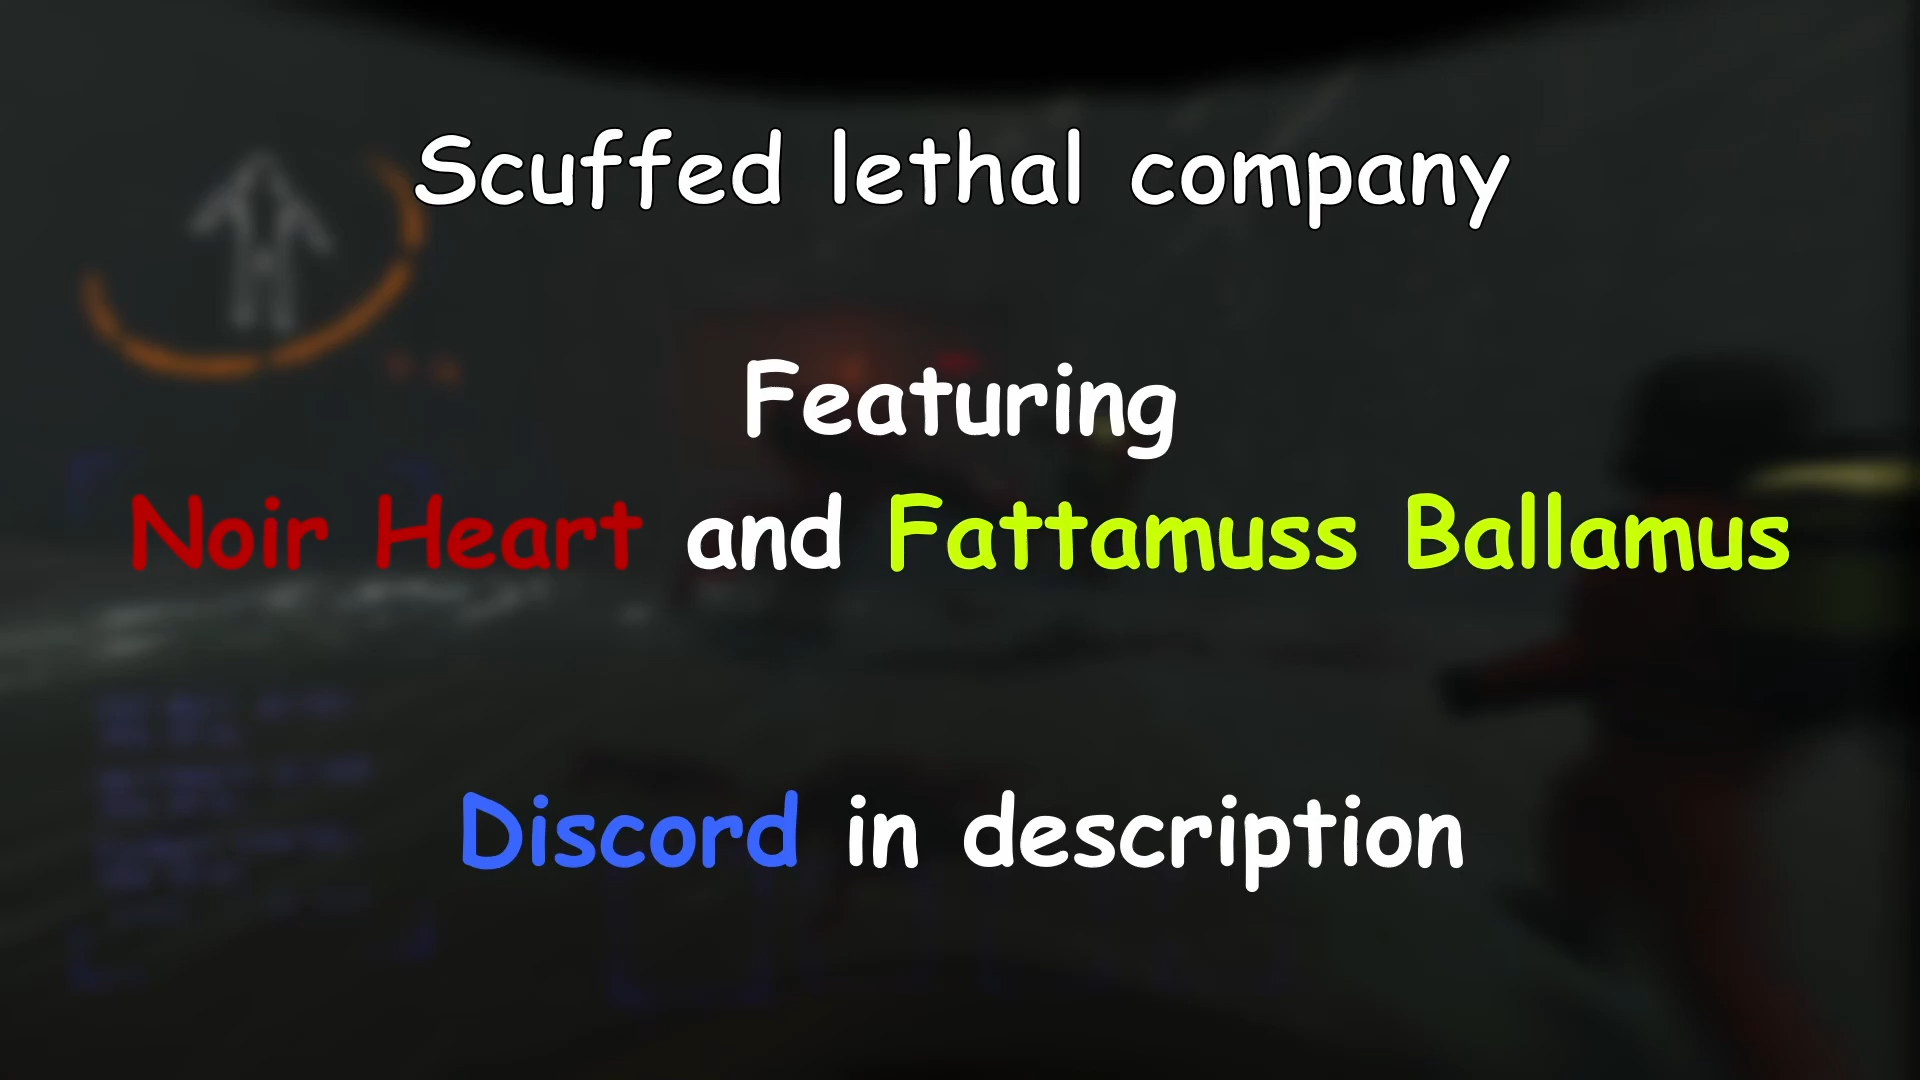 Scuffed lethal company
Featuring
Noir Heart and Fattamuss Ballamus
Discord in description